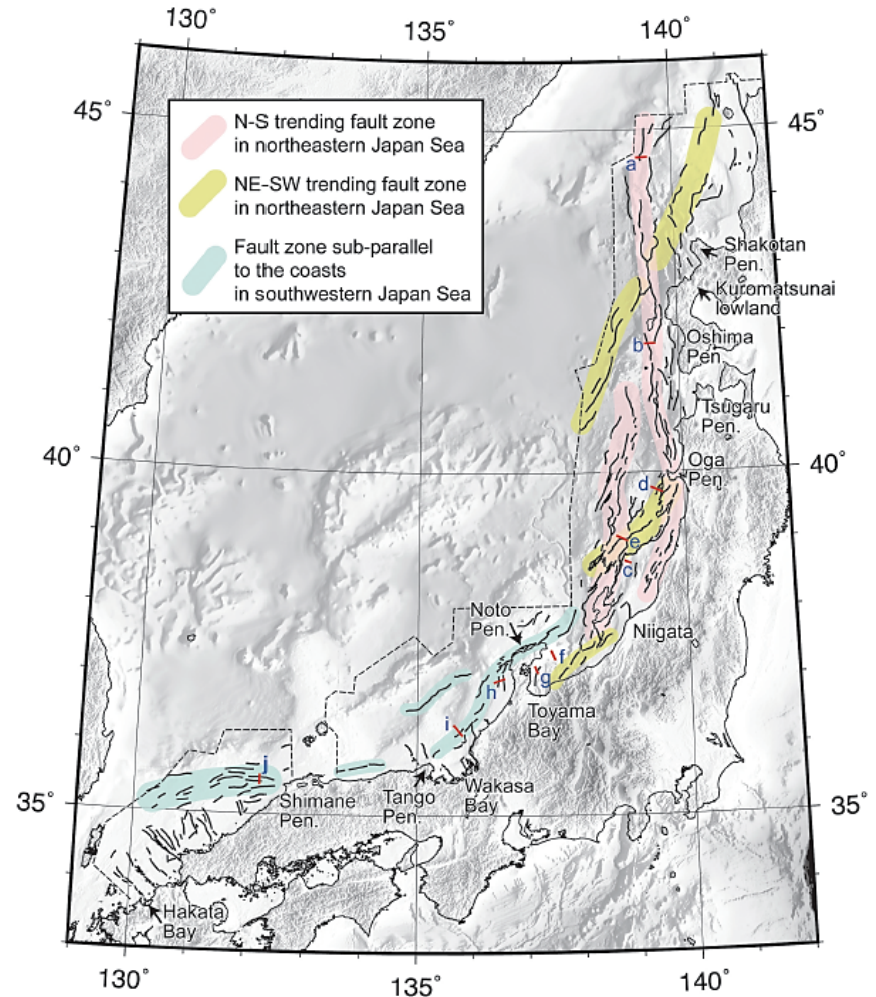 130°
135°
140°
45°
45°
N-S trending fault zone
in northeastern Japan Sea
NE-SW trending fault zone
in northeastern Japan Sea
Fault zone sub-parallel
to the coasts
in southwestern Japan Sea
a
Shakotan
Pen.
Kuromatsunai
lowland
b
Oshima
Pen.
Tsugaru
Pen.
40°
40°
Oga
Pen.
d
e
c
Noto
Pen.
Niigata
f
g
h
Toyama
Bay
i
j
Wakasa
Bay
Tango
Pen.
Shimane
Pen.
35°
35°
Hakata
Bay
130°
135°
140°